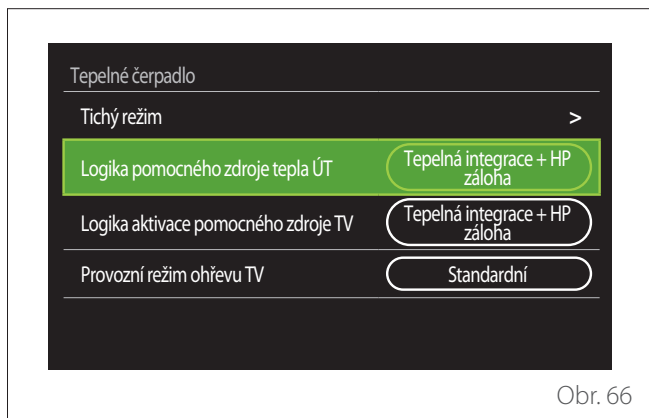 Tepelné čerpadlo
Tichý režim >
Logika pomocného zdroje tepla ÚT
Tepelná integrace + HP
záloha
Logika aktivace pomocného zdroje TV
Tepelná integrace + HP
záloha
Provozní režim ohřevu TV
Standardní
Obr. 66